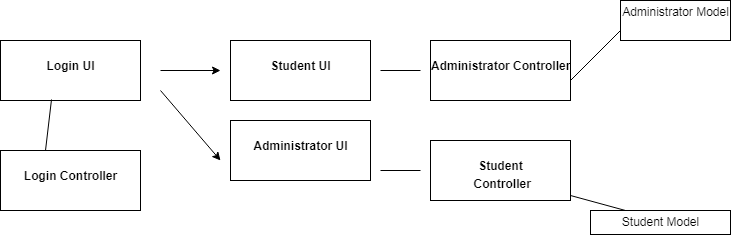 Administrator Model
Login UI
Student UI
Administrator Controller
Administrator UI
Login Controller
Student
Controller
Student Model